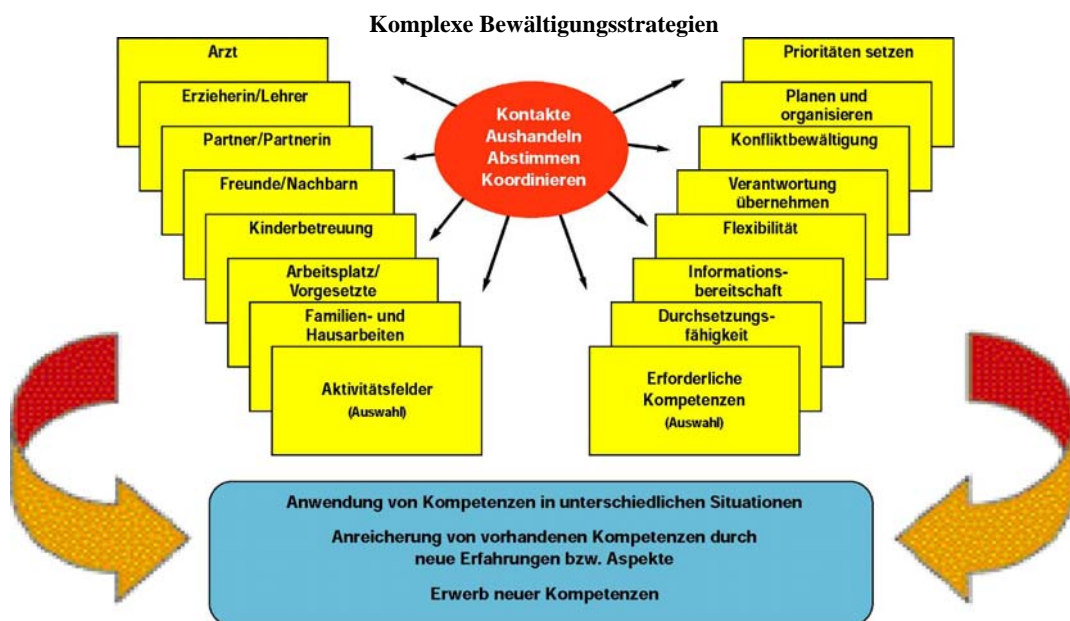 Komplexe Bewältigungsstrategien
Arzt
Erzieherin/Lehrer
Partner/Partnerin
Freunde/Nachbarn
Kinderbetreuung
Arbeitsplatz/
Vorgesetzte
Familien- und
Hausarbeiten
Aktivitätsfelder
(Auswahl)
Kontakte
Aushandeln
Abstimmen
Koordinieren
Prioritäten setzen
Planen und
organisieren
Konfliktbewältigung
Verantwortung
übernehmen
Flexibilität
Informations-
bereitschaft
Durchsetzungs-
fähigkeit
Erforderliche
Kompetenzen
(Auswahl)
Anwendung von Kompetenzen in unterschiedlichen Situationen
Anreicherung von vorhandenen Kompetenzen durch
neue Erfahrungen bzw. Aspekte
Erwerb neuer Kompetenzen